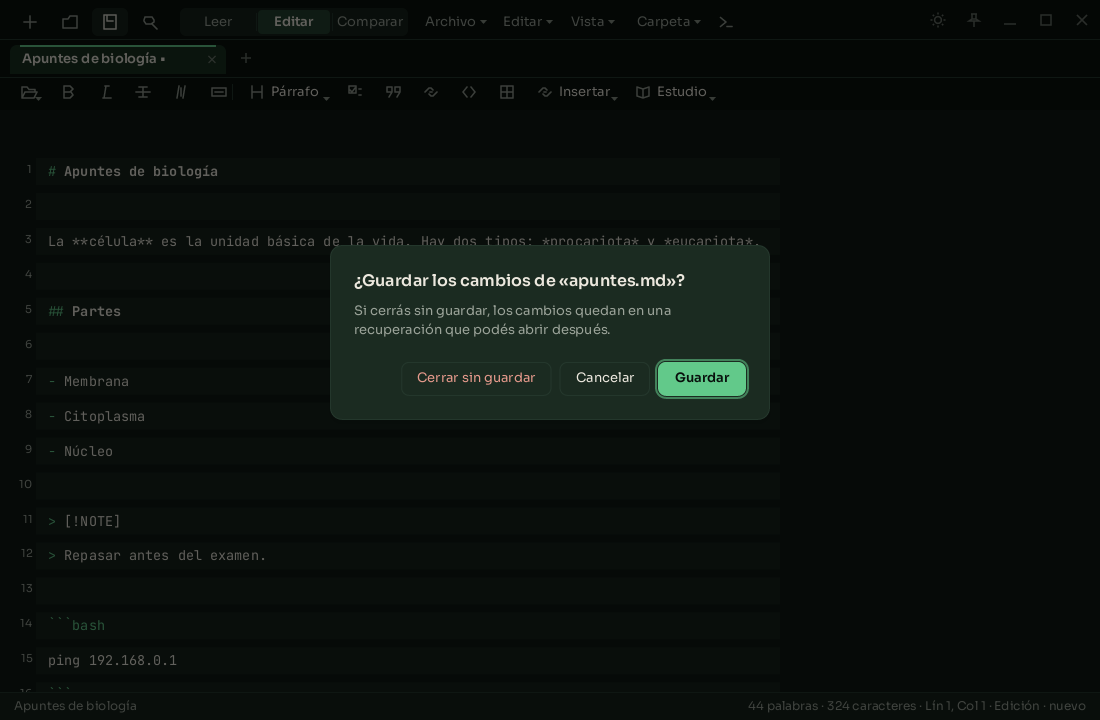 Leer Editar Comparar Archivo Editar Vista Carpeta
Apuntes de biología •
Párrafo Insertar Estudio
1 # Apuntes de biología
2
3 La **célula** es la unidad básica de la vida. Hay dos tipos: *procariota* y *eucariota*.
4
¿Guardar los cambios de «apuntes.md»?
Si cerrás sin guardar, los cambios quedan en una
recuperación que podés abrir después.
Cerrar sin guardar Cancelar Guardar
5 ## Partes
6
7 - Membrana
8 - Citoplasma
9 - Núcleo
10
11 > [!NOTE]
12 > Repasar antes del examen.
13
14 ```bash
15 ping 192.168.0.1
16 ```
Apuntes de biología 44 palabras · 324 caracteres · Lín 1, Col 1 · Edición · nuevo